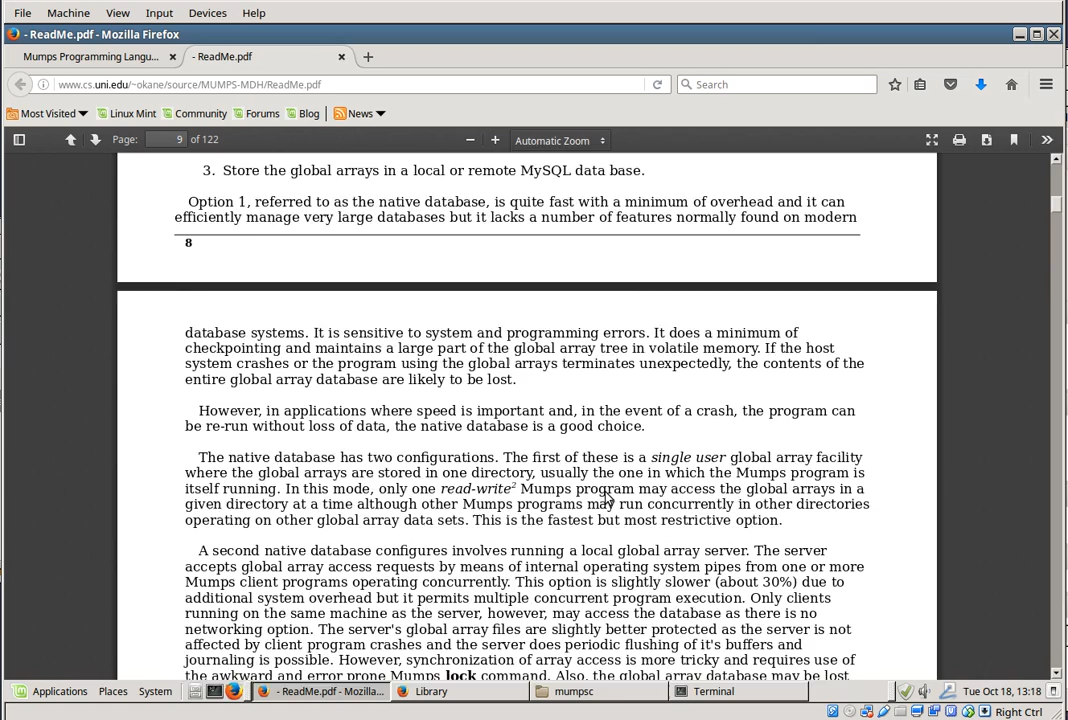 File Machine View Input Devices Help
- ReadMe.pdf - Mozilla Firefox
Mumps Programming Langu... - ReadMe.pdf
www.cs.uni.edu/~okane/source/MUMPS-MDH/ReadMe.pdf Search
Most Visited Linux Mint Community Forums Blog News
Page: 9 of 122 Automatic Zoom
3. Store the global arrays in a local or remote MySQL data base.
Option 1, referred to as the native database, is quite fast with a minimum of overhead and it can
efficiently manage very large databases but it lacks a number of features normally found on modern
8
database systems. It is sensitive to system and programming errors. It does a minimum of
checkpointing and maintains a large part of the global array tree in volatile memory. If the host
system crashes or the program using the global arrays terminates unexpectedly, the contents of the
entire global array database are likely to be lost.
However, in applications where speed is important and, in the event of a crash, the program can
be re-run without loss of data, the native database is a good choice.
The native database has two configurations. The first of these is a single user global array facility
where the global arrays are stored in one directory, usually the one in which the Mumps program is
itself running. In this mode, only one read-write2 Mumps program may access the global arrays in a
given directory at a time although other Mumps programs may run concurrently in other directories
operating on other global array data sets. This is the fastest but most restrictive option.
A second native database configures involves running a local global array server. The server
accepts global array access requests by means of internal operating system pipes from one or more
Mumps client programs operating concurrently. This option is slightly slower (about 30%) due to
additional system overhead but it permits multiple concurrent program execution. Only clients
running on the same machine as the server, however, may access the database as there is no
networking option. The server's global array files are slightly better protected as the server is not
affected by client program crashes and the server does periodic flushing of it's buffers and
journaling is possible. However, synchronization of array access is more tricky and requires use of
the awkward and error prone Mumps lock command. Also, the global array database may be lost
Applications Places System - ReadMe.pdf - Mozilla... Library mumpsc Terminal Tue Oct 18, 13:18
Right Ctrl